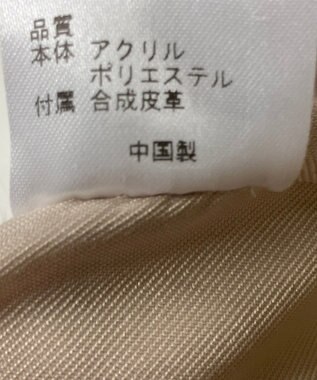 品質
本体 アクリル
ポリエステル
付属 合成皮革
中国製